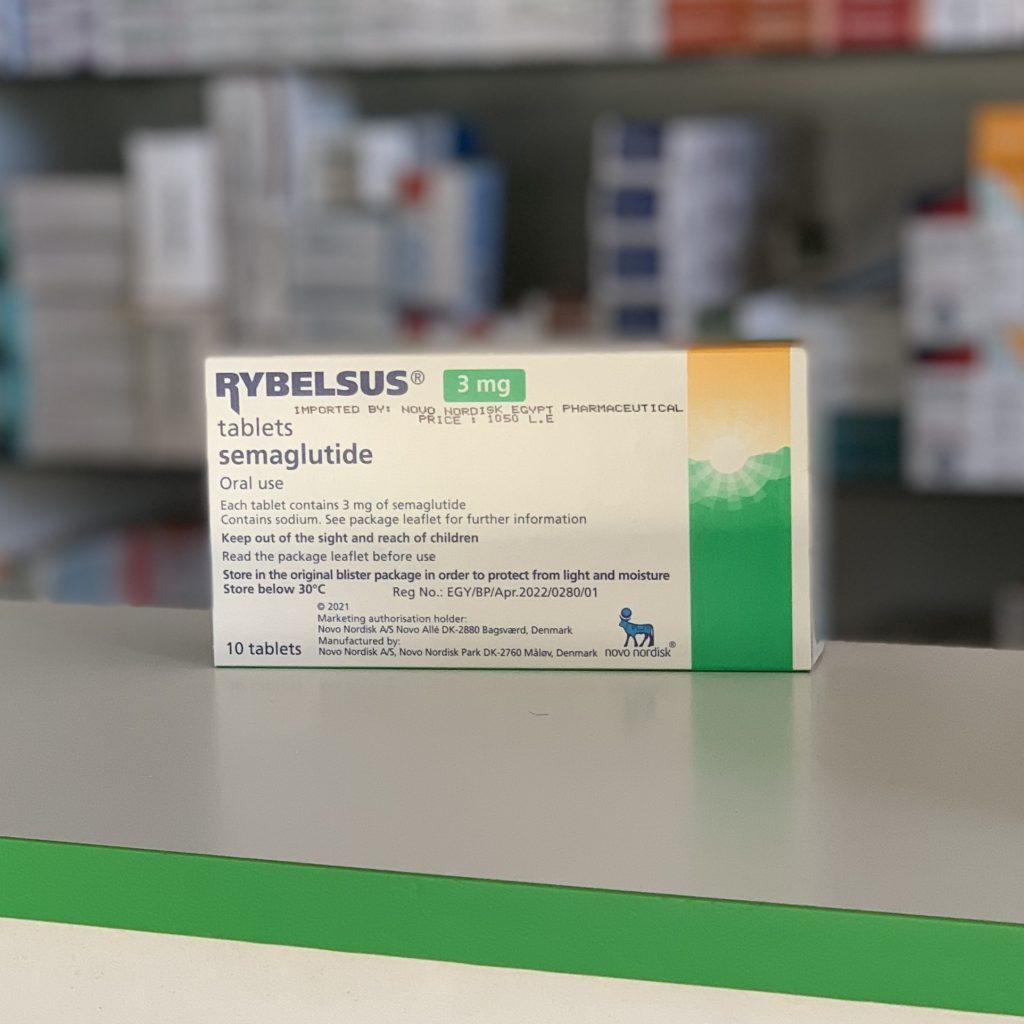 RYBELSUS® 3 mg
IMPORTED BY: NOVO NORDISK EGYPT PHARMACEUTICAL
PRICE : 1050 L.E
tablets
semaglutide
Oral use
Each tablet contains 3 mg of semaglutide
Contains sodium. See package leaflet for further information
Keep out of the sight and reach of children
Read the package leaflet before use
Store in the original blister package in order to protect from light and moisture
Store below 30°C Reg No.: EGY/BP/Apr.2022/0280/01
© 2021
Marketing authorisation holder:
Novo Nordisk A/S Novo Allé DK-2880 Bagsværd, Denmark
Manufactured by:
Novo Nordisk A/S, Novo Nordisk Park DK-2760 Måløv, Denmark
10 tablets
novo nordisk®